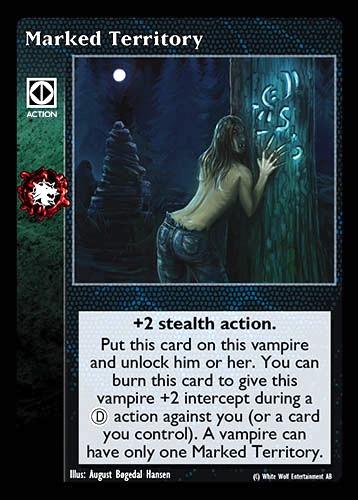 Marked Territory
ACTION
+2 stealth action.
Put this card on this vampire
and unlock him or her. You can
burn this card to give this
vampire +2 intercept during a
Ⓓ action against you (or a card
you control). A vampire can
have only one Marked Territory.
Illus: August Bøgedal Hansen
(C) White Wolf Entertainment AB